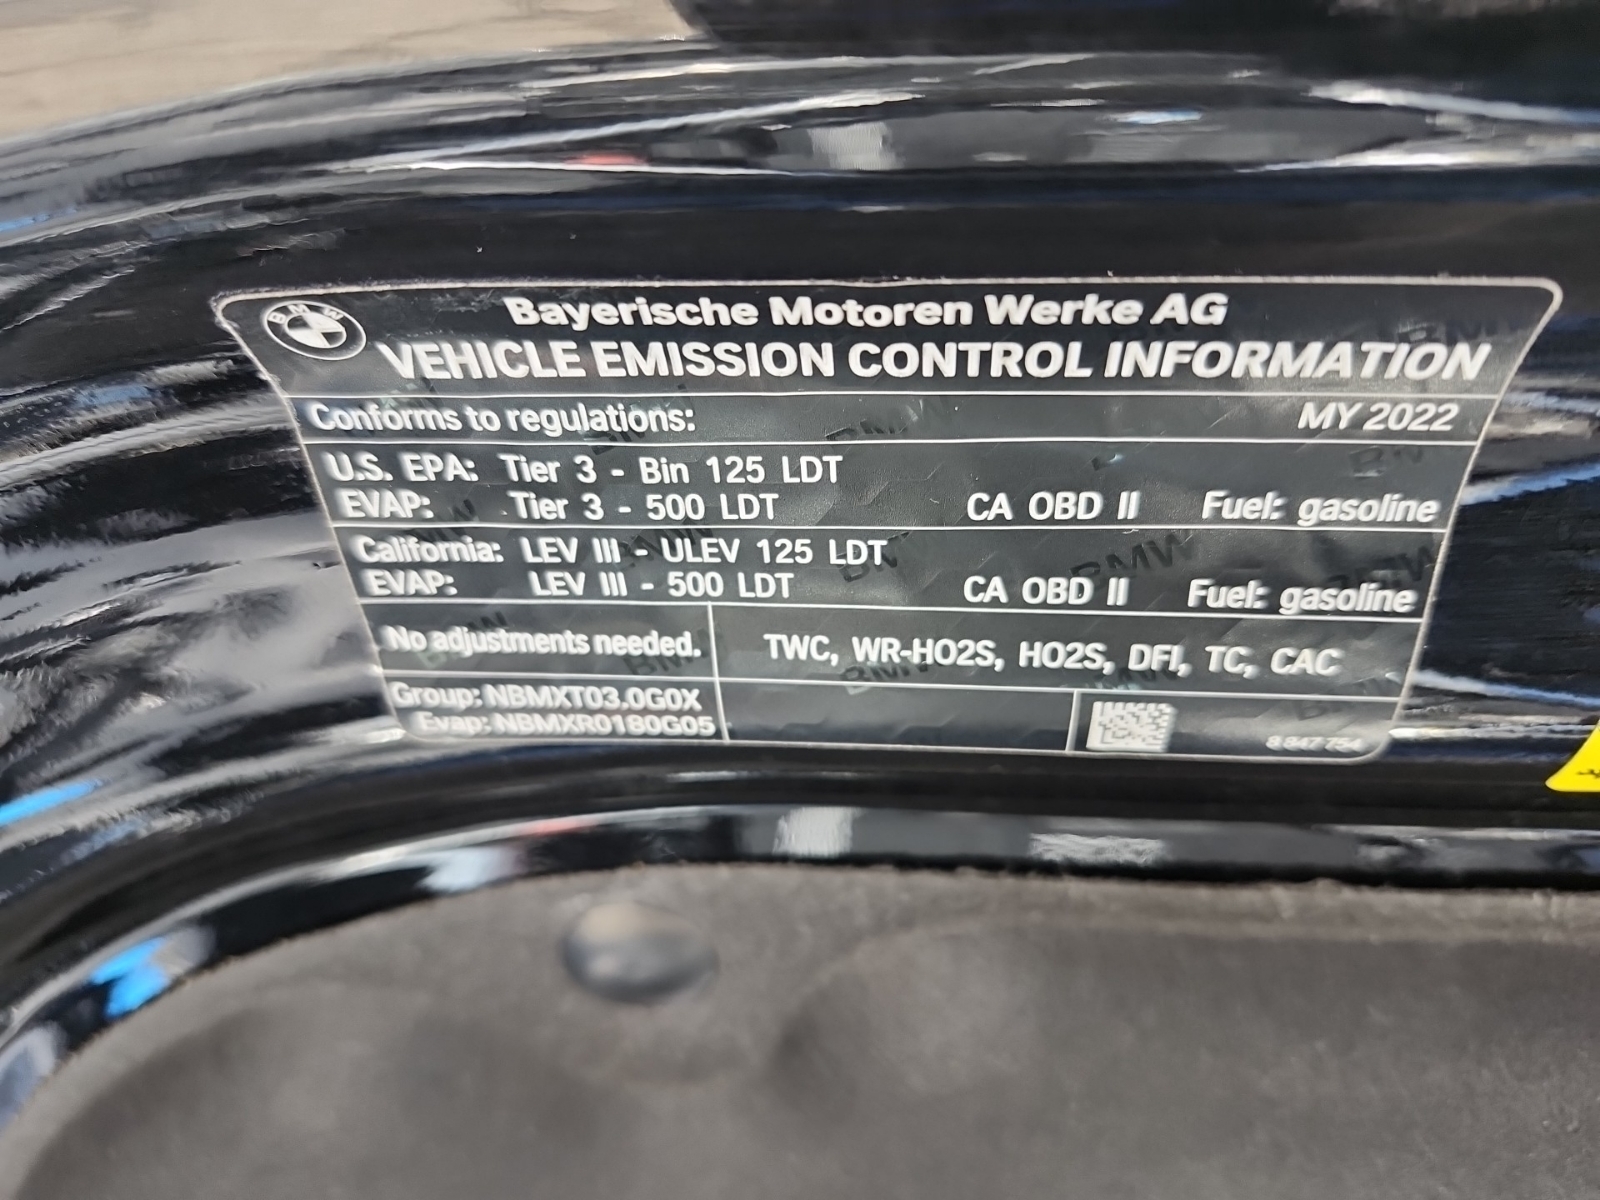 BMW
Bayerische Motoren Werke AG
VEHICLE EMISSION CONTROL INFORMATION
Conforms to regulations: MY 2022
U.S. EPA: Tier 3 - Bin 125 LDT
EVAP: Tier 3 - 500 LDT CA OBD II Fuel: gasoline
California: LEV III - ULEV 125 LDT
EVAP: LEV III - 500 LDT CA OBD II Fuel: gasoline
No adjustments needed. TWC, WR-HO2S, HO2S, DFI, TC, CAC
Group: NBMXT03.0G0X
Evap: NBMXR0180G05
8 847 754